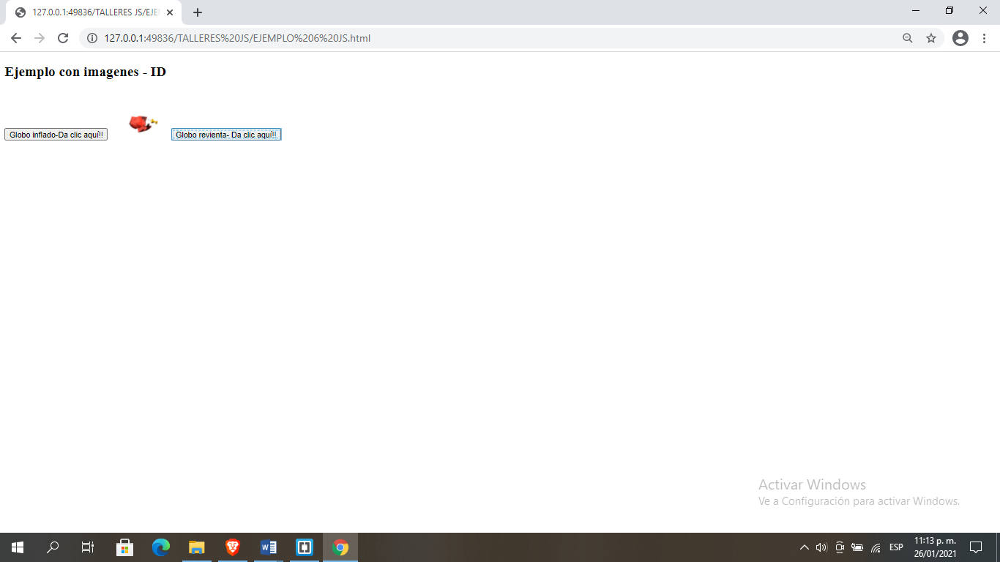 127.0.0.1:49836/TALLERES JS/EJE
127.0.0.1:49836/TALLERES%20JS/EJEMPLO%206%20JS.html
Ejemplo con imagenes - ID
Globo inflado-Da clic aquí!!
Globo revienta- Da clic aquí!!
Activar Windows
Ve a Configuración para activar Windows.
ESP
11:13 p. m.
26/01/2021